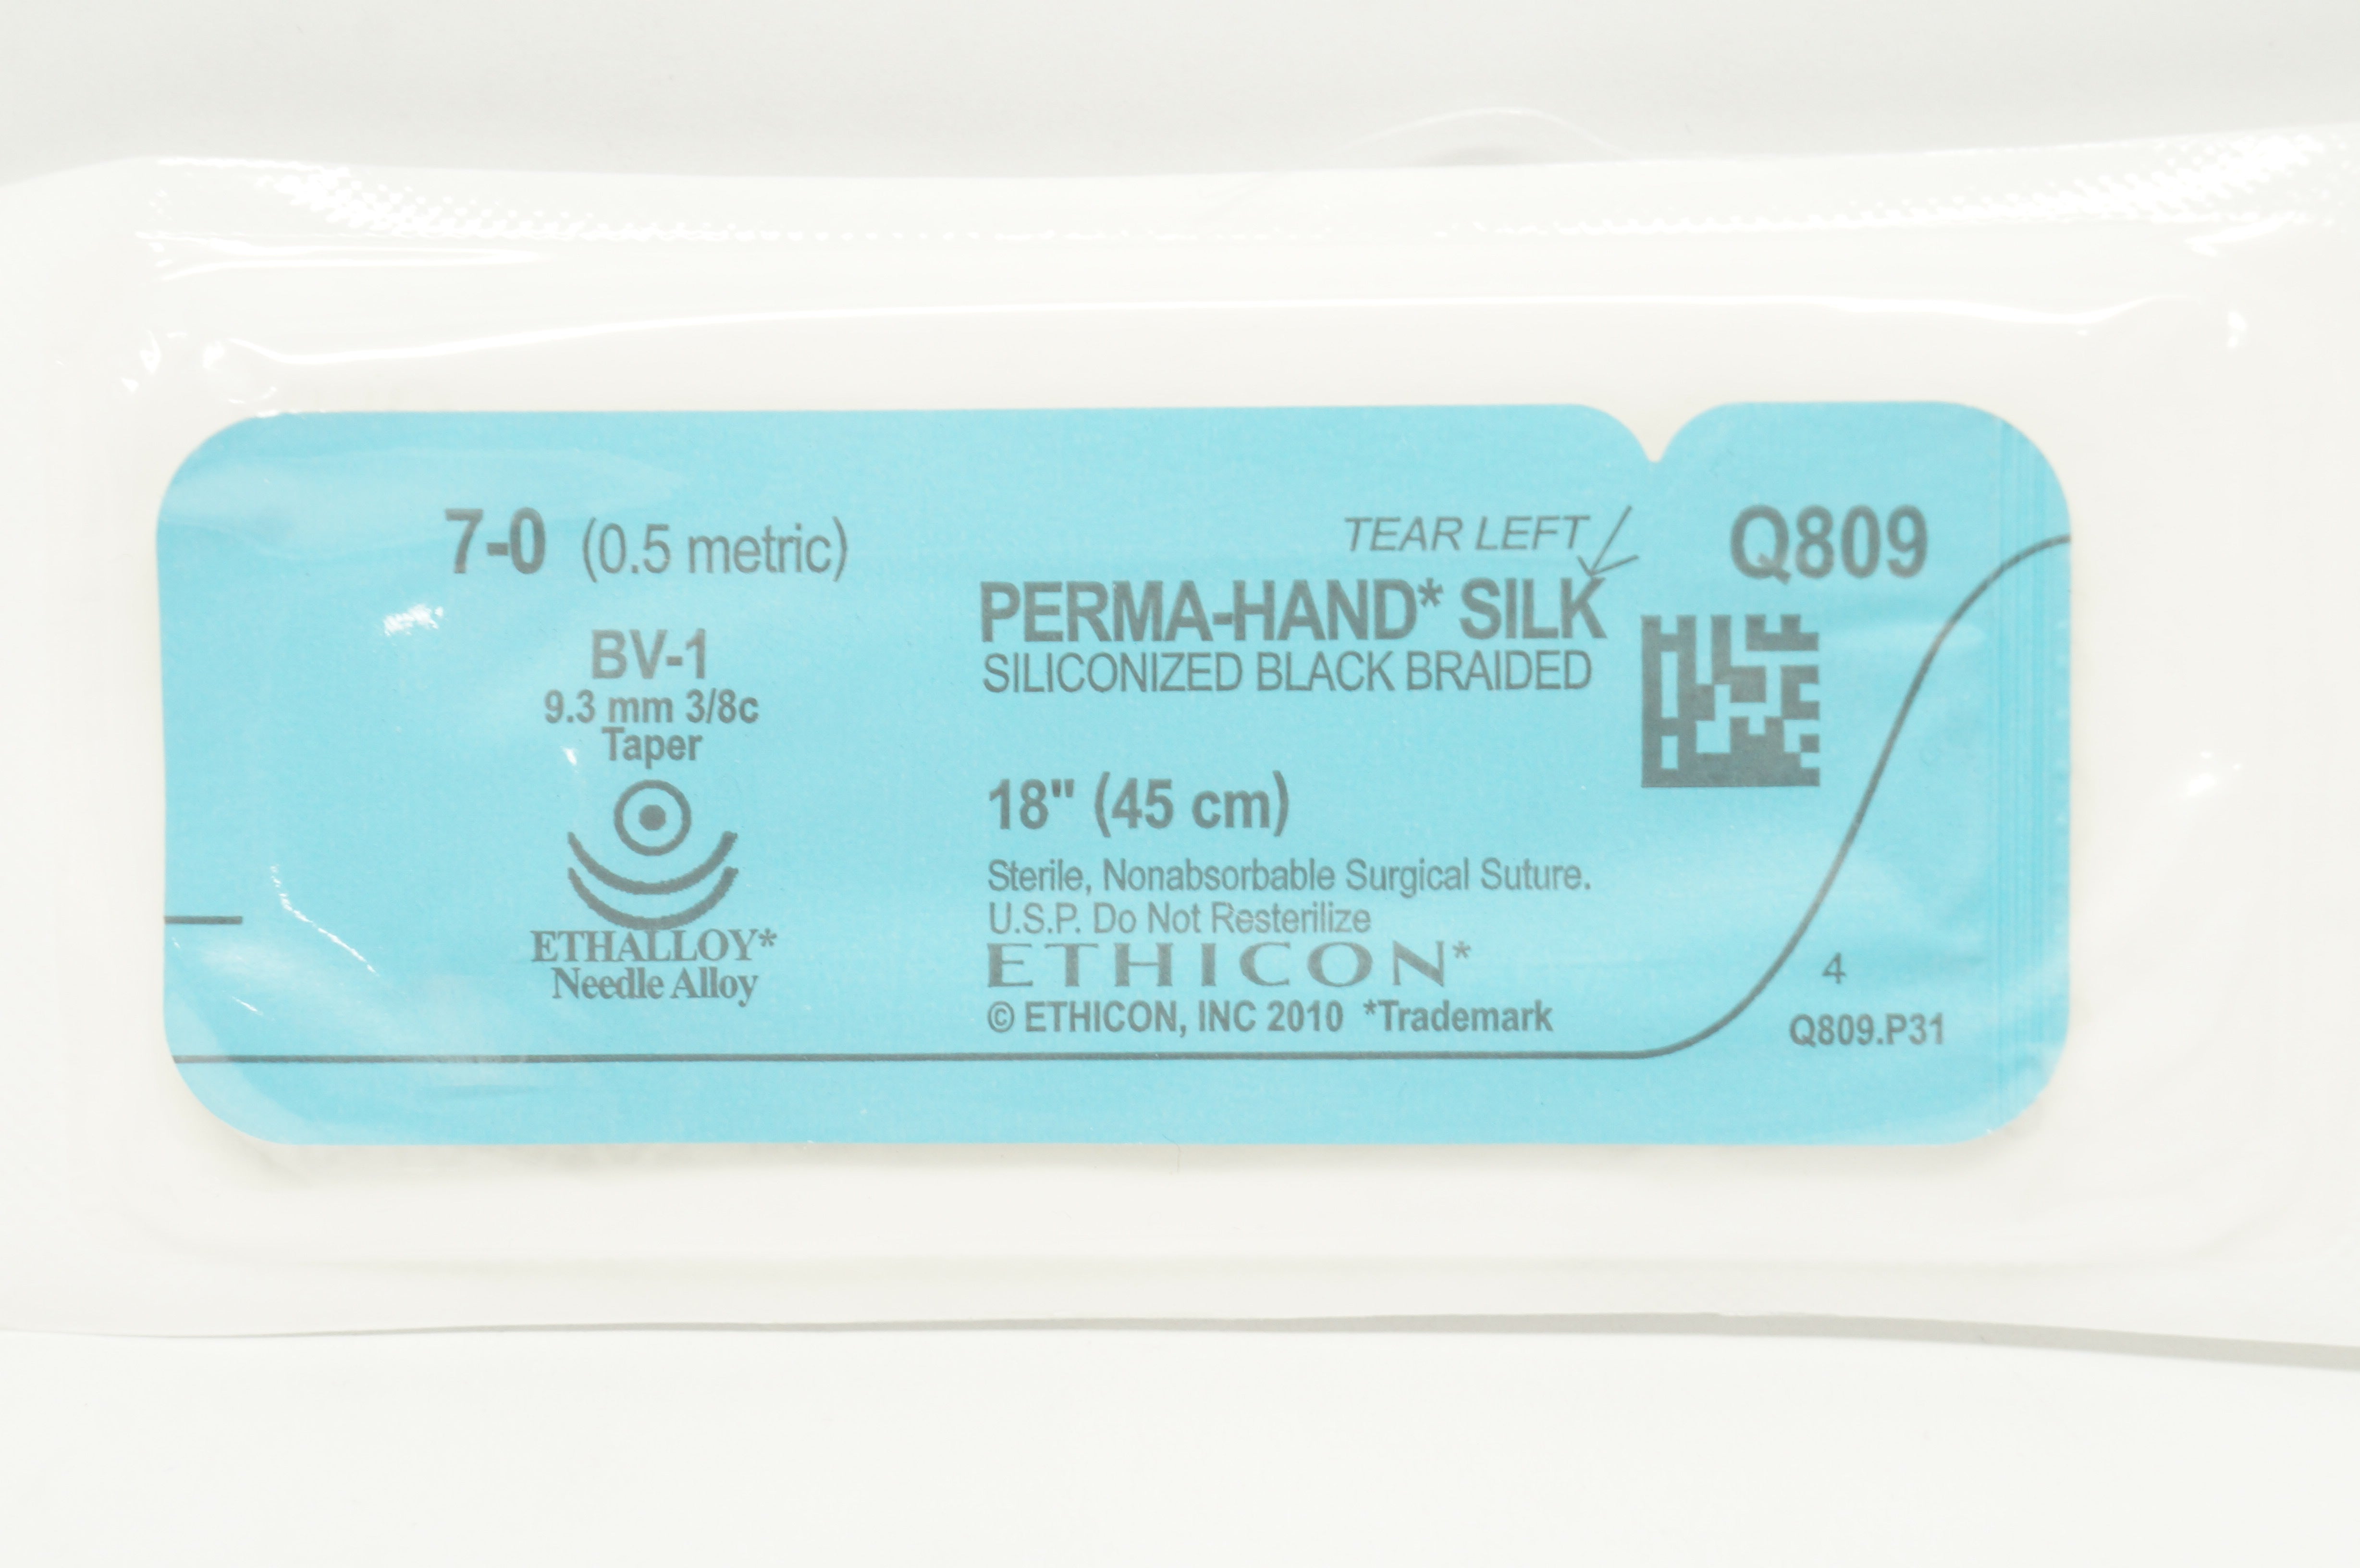 7-0 (0.5 metric)
BV-1
9.3 mm 3/8c
Taper
ETHALLOY*
Needle Alloy
TEAR LEFT
PERMA-HAND* SILK
SILICONIZED BLACK BRAIDED
18" (45 cm)
Sterile, Nonabsorbable Surgical Suture.
U.S.P. Do Not Resterilize
ETHICON*
© ETHICON, INC 2010 *Trademark
Q809
4
Q809.P31